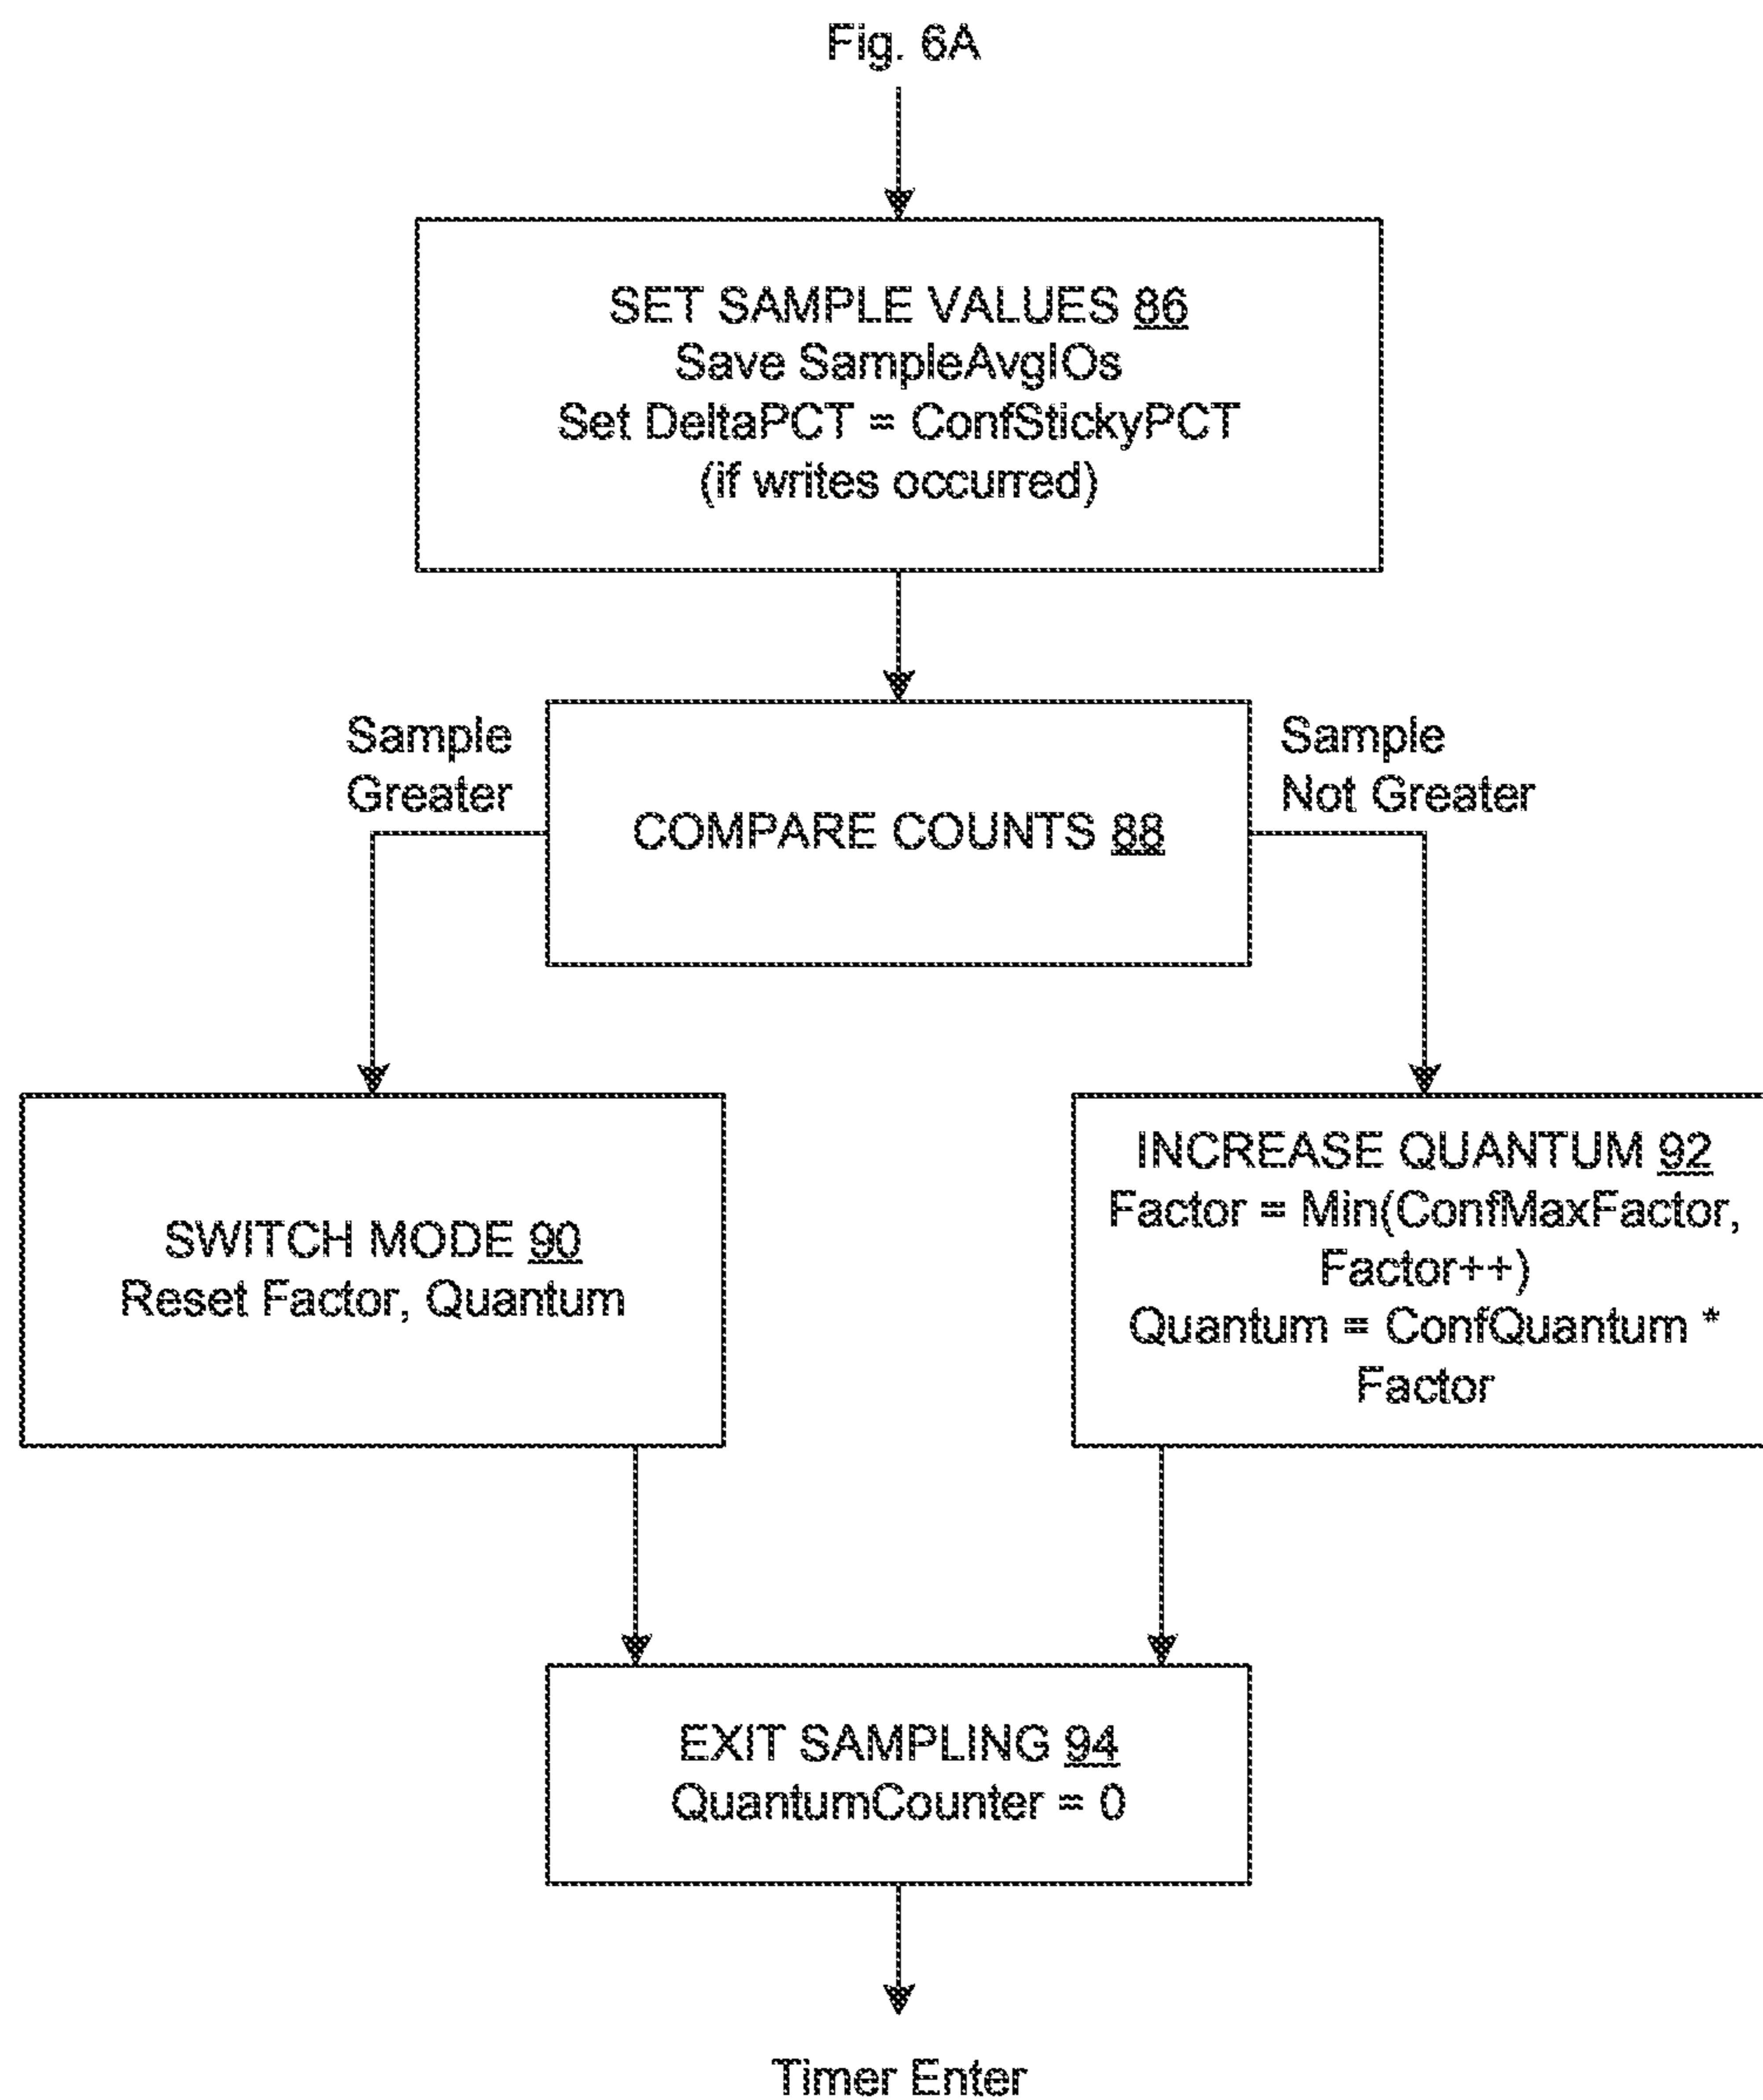 Fig. 6A
SET SAMPLE VALUES 86
Save SampleAvgIOs
Set DeltaPCT = ConfStickyPCT
(if writes occurred)
Sample
Greater
COMPARE COUNTS 88
Sample
Not Greater
SWITCH MODE 90
Reset Factor, Quantum
INCREASE QUANTUM 92
Factor = Min(ConfMaxFactor,
Factor++)
Quantum = ConfQuantum *
Factor
EXIT SAMPLING 94
QuantumCounter = 0
Timer Enter